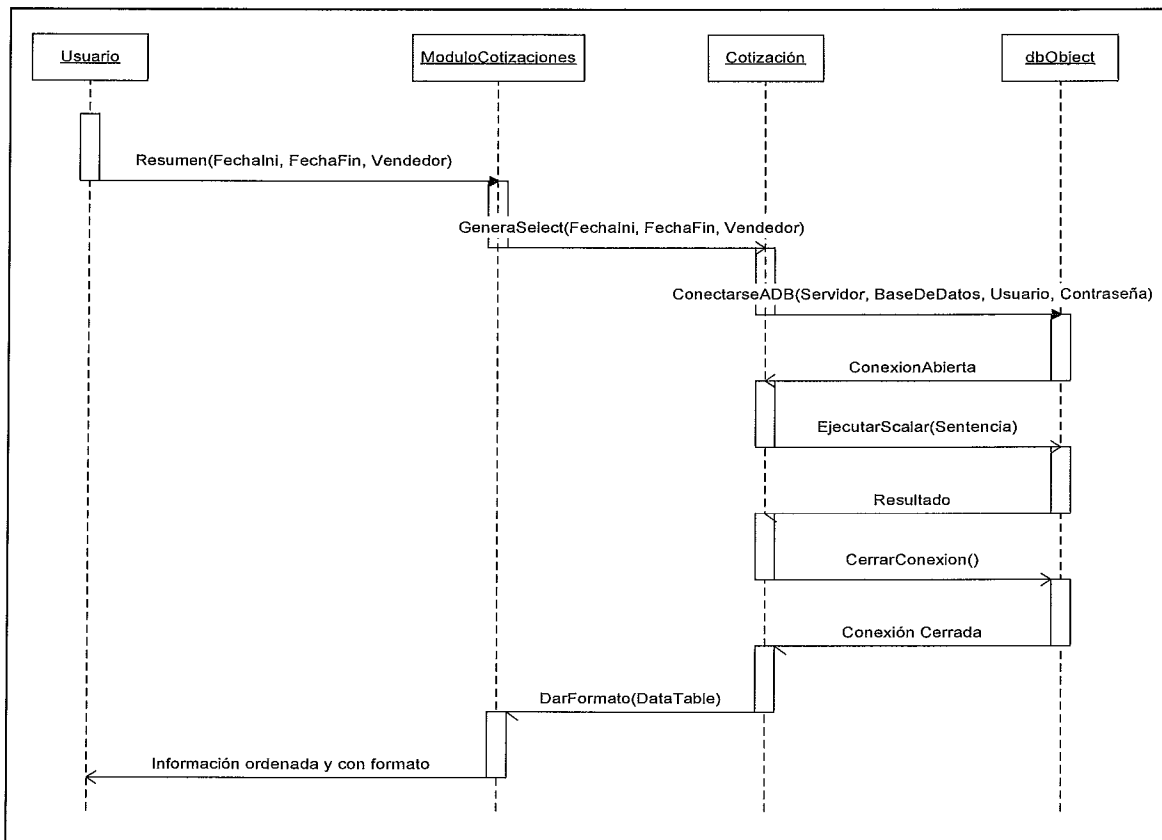 Usuario
ModuloCotizaciones
Cotización
dbObject
Resumen(FechaIni, FechaFin, Vendedor)
GeneraSelect(FechaIni, FechaFin, Vendedor)
ConectarseADB(Servidor, BaseDeDatos, Usuario, Contraseña)
ConexionAbierta
EjecutarScalar(Sentencia)
Resultado
CerrarConexion()
Conexión Cerrada
DarFormato(DataTable)
Información ordenada y con formato